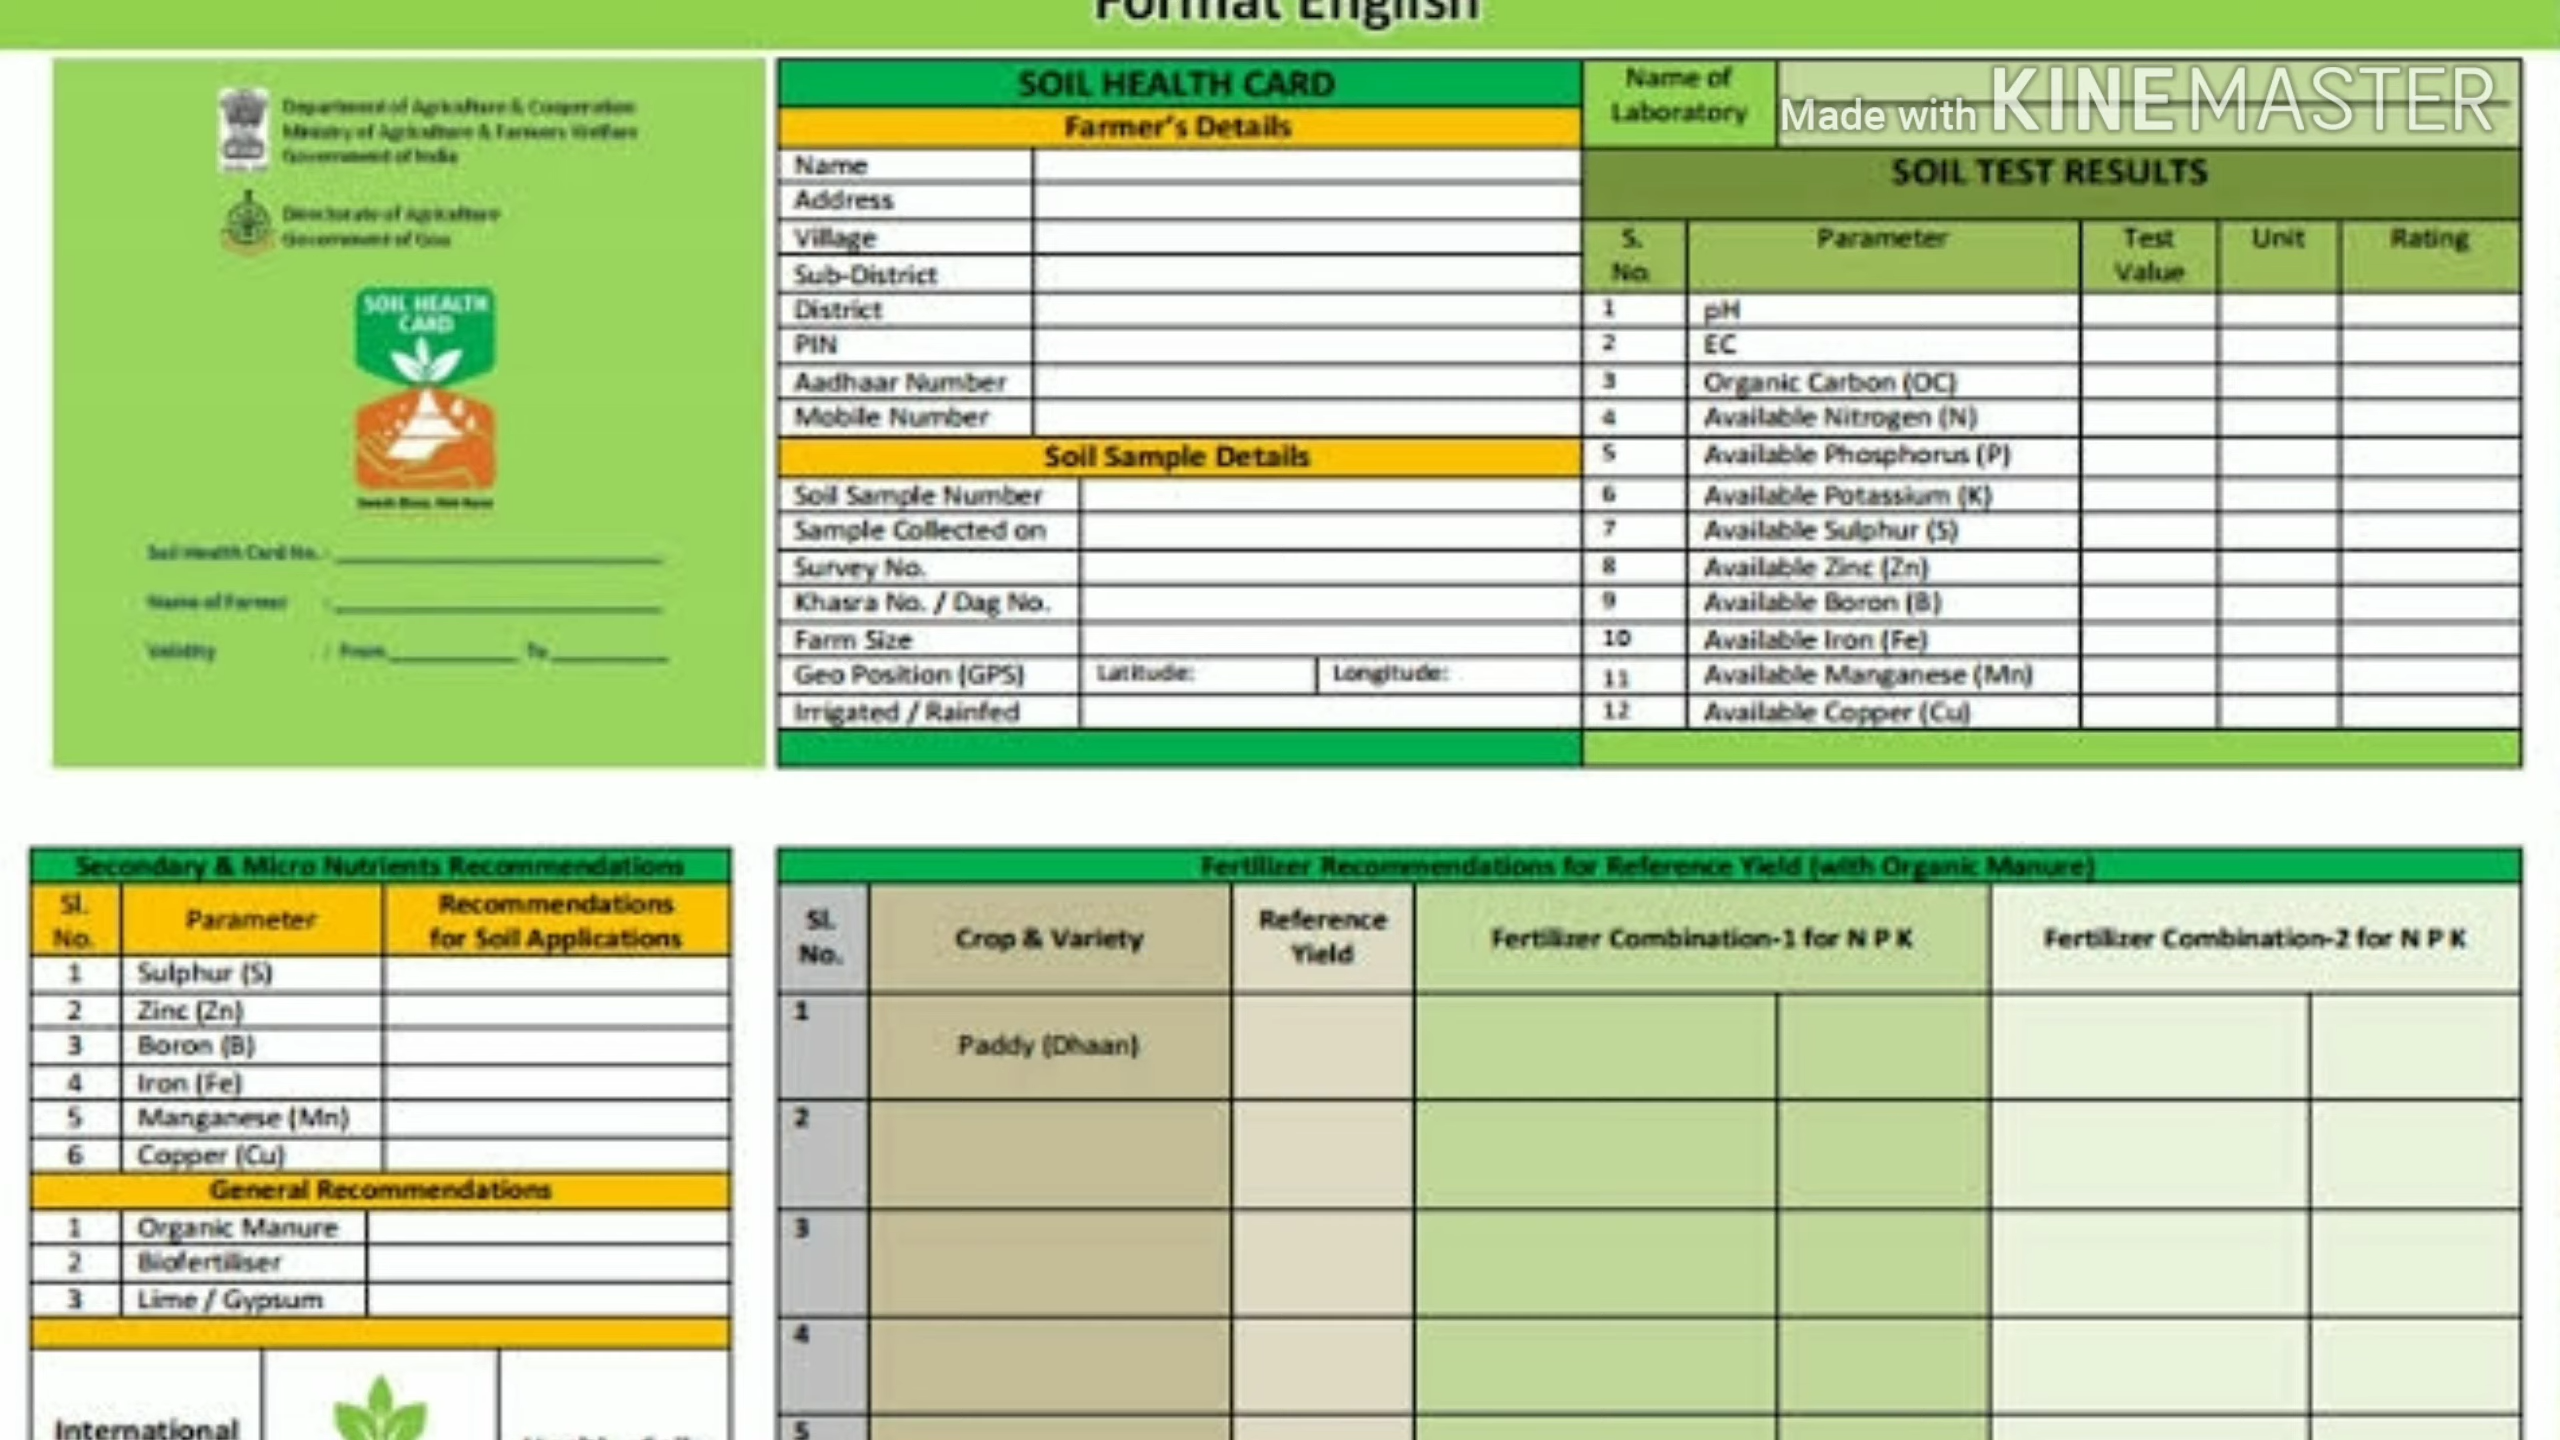 Format English
Department of Agriculture & Cooperation
Ministry of Agriculture & Farmers Welfare
Government of India
Directorate of Agriculture
Government of Goa
SOIL HEALTH
CARD
Soil Health Card No. :
Name of Farmer :
Validity : From To
SOIL HEALTH CARD
Farmer's Details
Name
Address
Village
Sub-District
District
PIN
Aadhaar Number
Mobile Number
Soil Sample Details
Soil Sample Number
Sample Collected on
Survey No.
Khasra No. / Dag No.
Farm Size
Geo Position (GPS) Latitude: Longitude:
Irrigated / Rainfed
Name of
Laboratory
Made with KINEMASTER
SOIL TEST RESULTS
S. No. Parameter Test Value Unit Rating
1 pH
2 EC
3 Organic Carbon (OC)
4 Available Nitrogen (N)
5 Available Phosphorus (P)
6 Available Potassium (K)
7 Available Sulphur (S)
8 Available Zinc (Zn)
9 Available Boron (B)
10 Available Iron (Fe)
11 Available Manganese (Mn)
12 Available Copper (Cu)
Secondary & Micro Nutrients Recommendations
Sl. No. Parameter Recommendations for Soil Applications
1 Sulphur (S)
2 Zinc (Zn)
3 Boron (B)
4 Iron (Fe)
5 Manganese (Mn)
6 Copper (Cu)
General Recommendations
1 Organic Manure
2 Biofertiliser
3 Lime / Gypsum
International
Fertilizer Recommendations for Reference Yield (with Organic Manure)
Sl. No. Crop & Variety Reference Yield Fertilizer Combination-1 for N P K Fertilizer Combination-2 for N P K
1 Paddy (Dhaan)
2
3
4
5